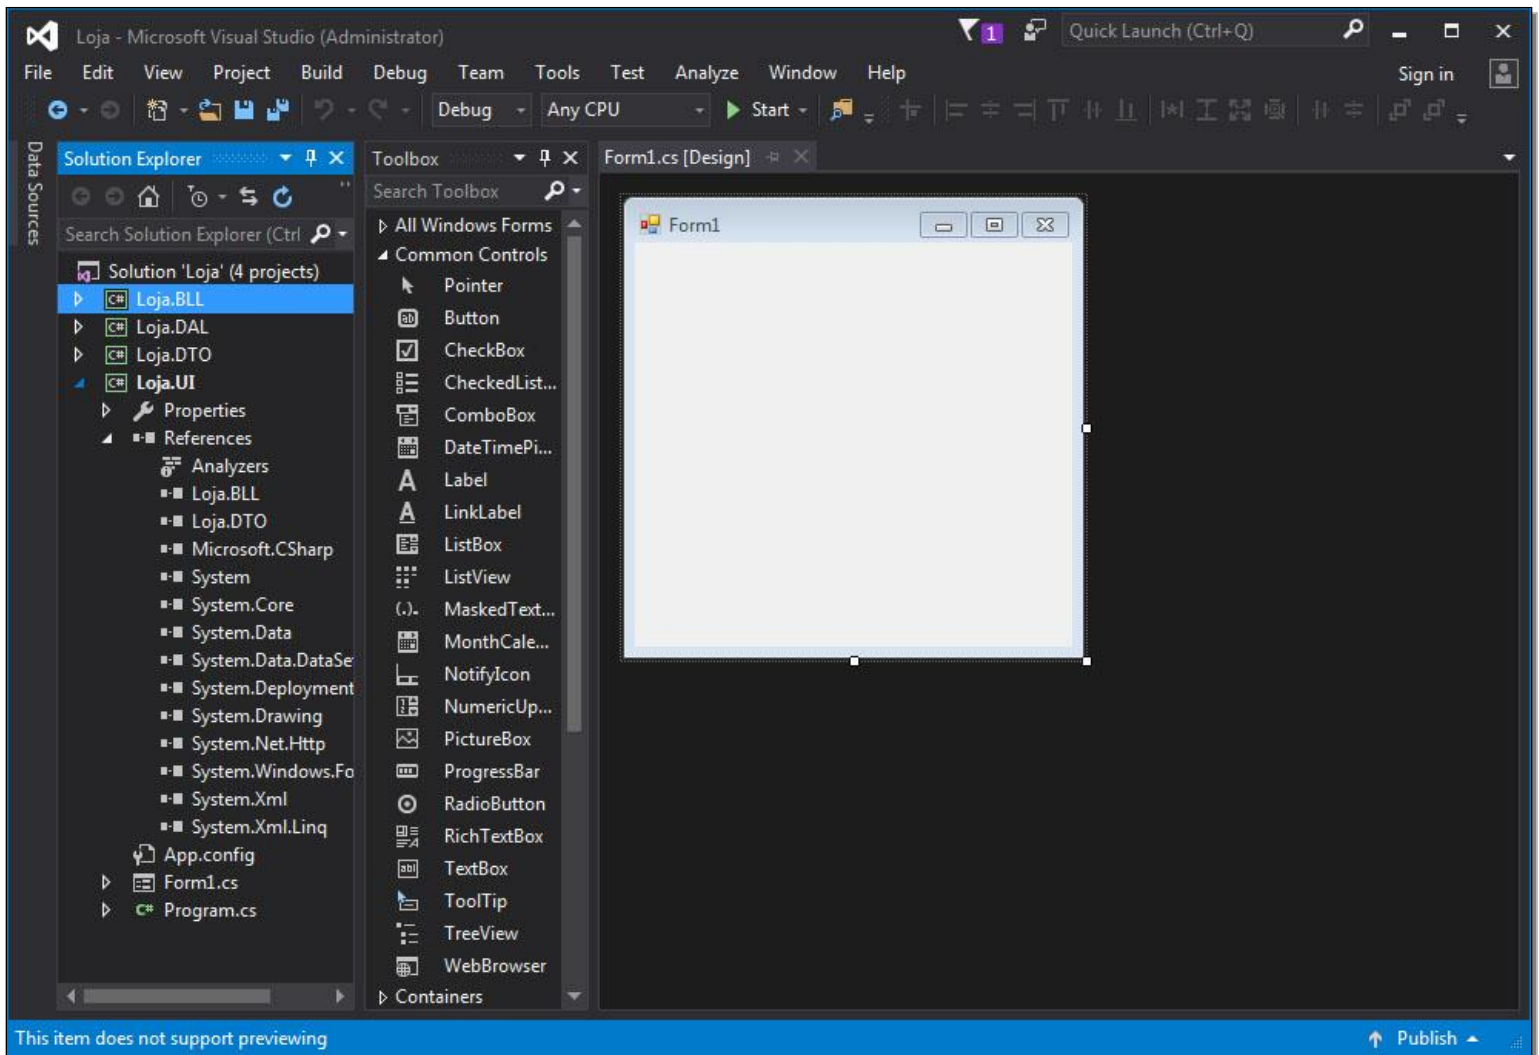 Loja - Microsoft Visual Studio (Administrator)
1
Quick Launch (Ctrl+Q)
File Edit View Project Build Debug Team Tools Test Analyze Window Help
Sign in
Debug Any CPU Start
Data Sources
Solution Explorer
Search Solution Explorer (Ctrl
Solution 'Loja' (4 projects)
C# Loja.BLL
C# Loja.DAL
C# Loja.DTO
C# Loja.UI
Properties
References
Analyzers
Loja.BLL
Loja.DTO
Microsoft.CSharp
System
System.Core
System.Data
System.Data.DataSe
System.Deployment
System.Drawing
System.Net.Http
System.Windows.Fo
System.Xml
System.Xml.Linq
App.config
Form1.cs
C# Program.cs
Toolbox
Search Toolbox
All Windows Forms
Common Controls
Pointer
Button
CheckBox
CheckedList...
ComboBox
DateTimePi...
Label
LinkLabel
ListBox
ListView
MaskedText...
MonthCale...
NotifyIcon
NumericUp...
PictureBox
ProgressBar
RadioButton
RichTextBox
TextBox
ToolTip
TreeView
WebBrowser
Containers
Form1.cs [Design]
Form1
This item does not support previewing
Publish